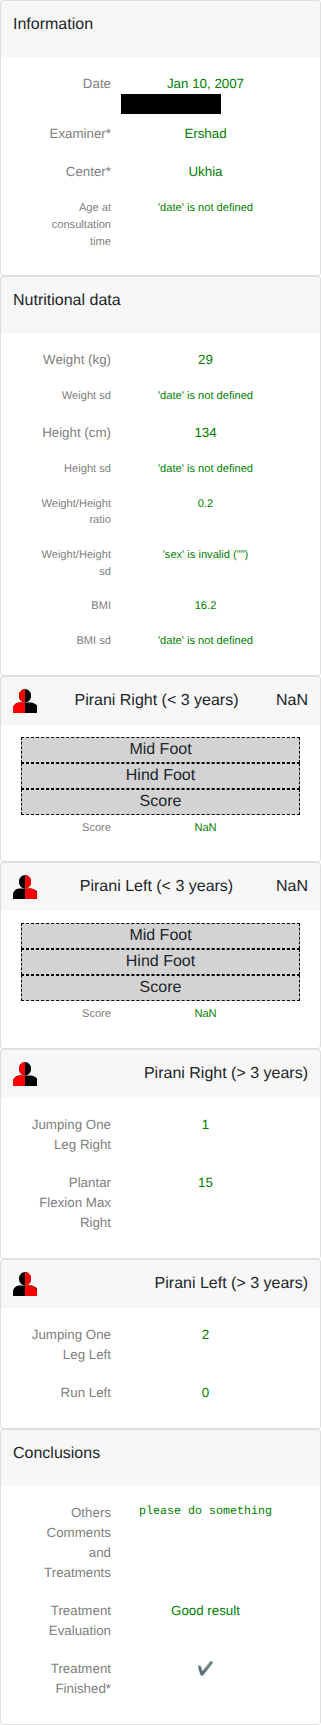 Information
Date Jan 10, 2007
Examiner* Ershad
Center* Ukhia
Age at 'date' is not defined
consultation
time
Nutritional data
Weight (kg) 29
Weight sd 'date' is not defined
Height (cm) 134
Height sd 'date' is not defined
Weight/Height 0.2
ratio
Weight/Height 'sex' is invalid ("")
sd
BMI 16.2
BMI sd 'date' is not defined
Pirani Right (< 3 years) NaN
Mid Foot
Hind Foot
Score
Score NaN
Pirani Left (< 3 years) NaN
Mid Foot
Hind Foot
Score
Score NaN
Pirani Right (> 3 years)
Jumping One 1
Leg Right
Plantar 15
Flexion Max
Right
Pirani Left (> 3 years)
Jumping One 2
Leg Left
Run Left 0
Conclusions
Others please do something
Comments
and
Treatments
Treatment Good result
Evaluation
Treatment ✔
Finished*